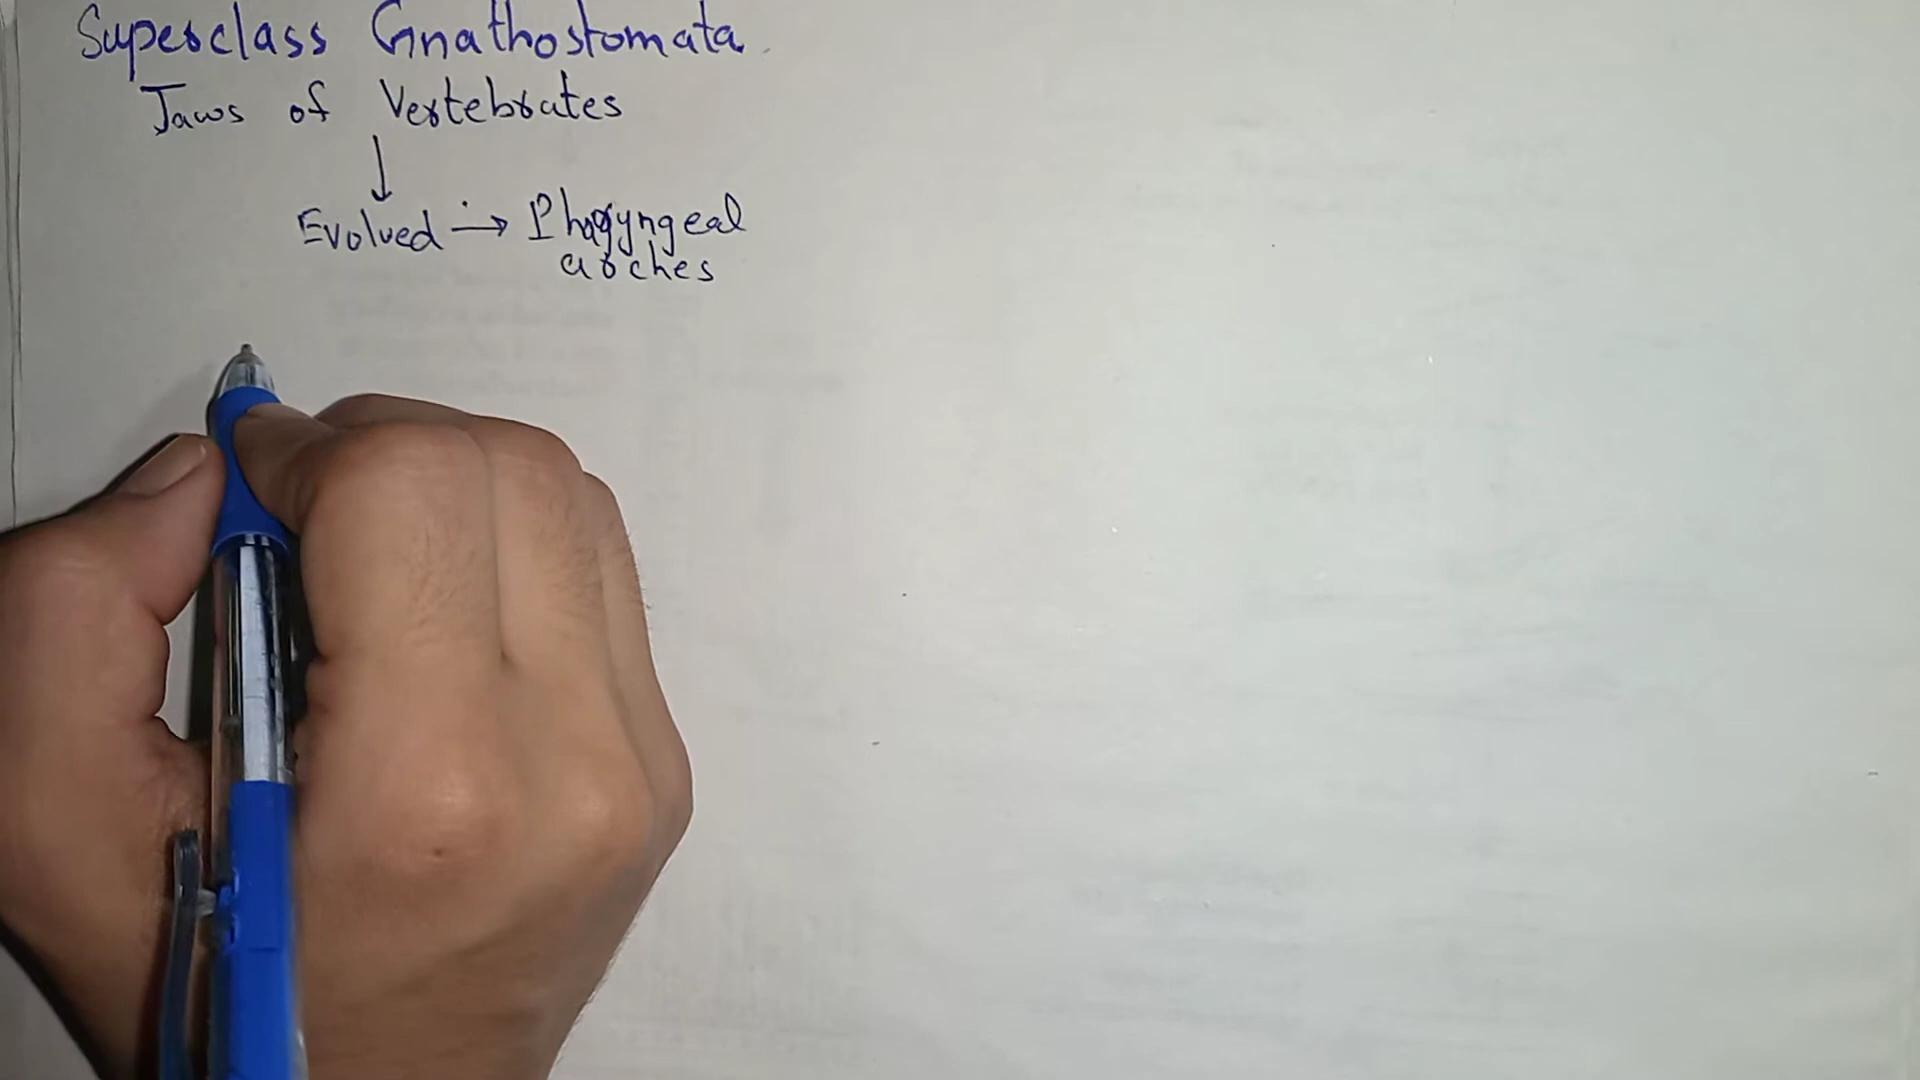 Superclass Gnathostomata
Jaws of Vertebrates
↓
Evolved → Pharyngeal
arches